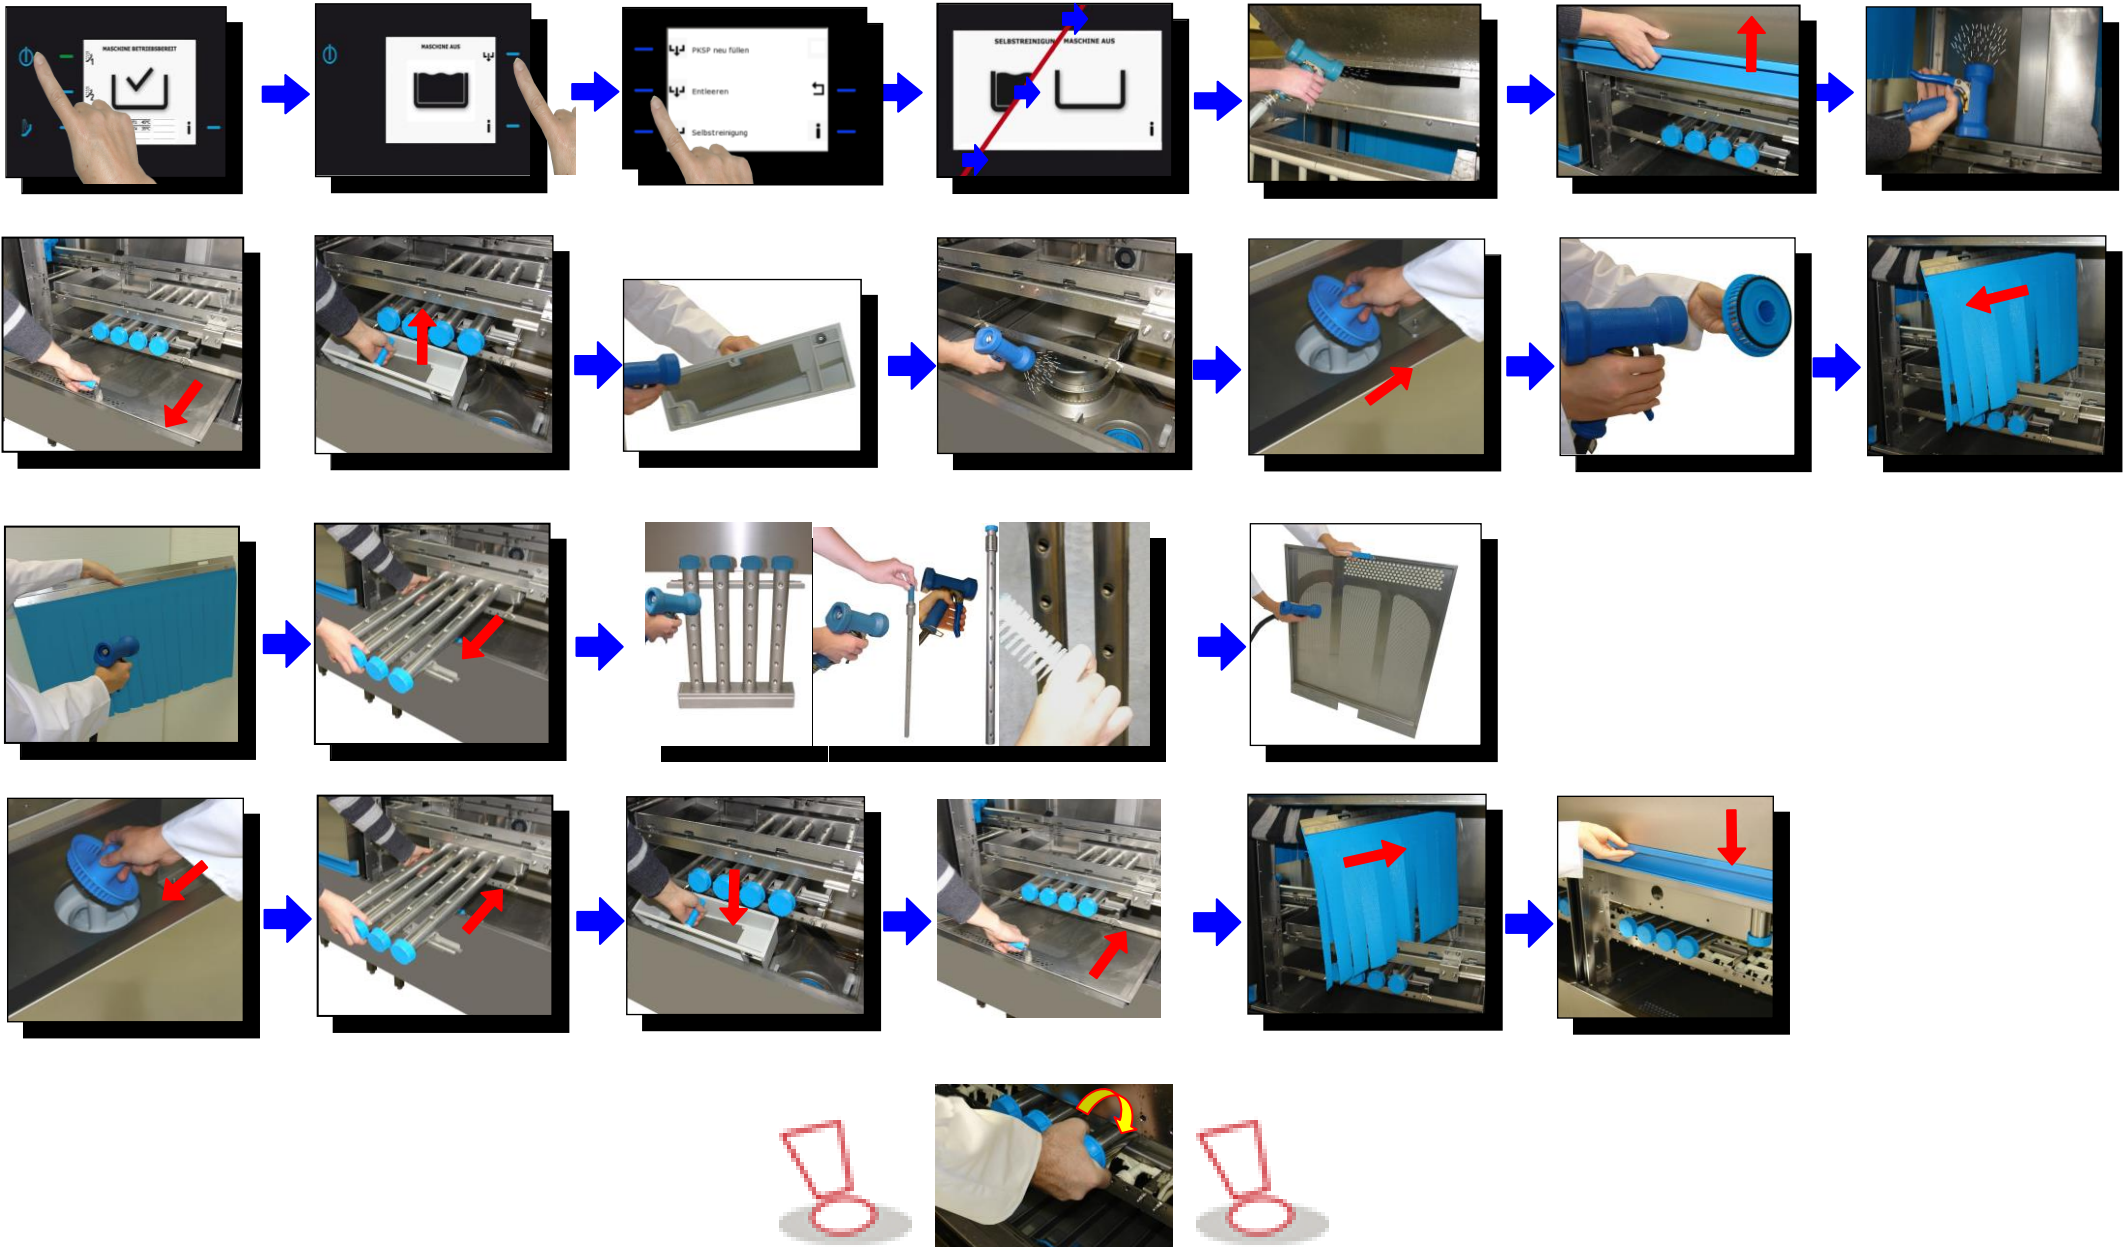 MASCHINE BETRIEBSBEREIT
MASCHINE AUS
PKSP neu füllen
Entleeren
Selbstreinigung
SELBSTREINIGUNG MASCHINE AUS